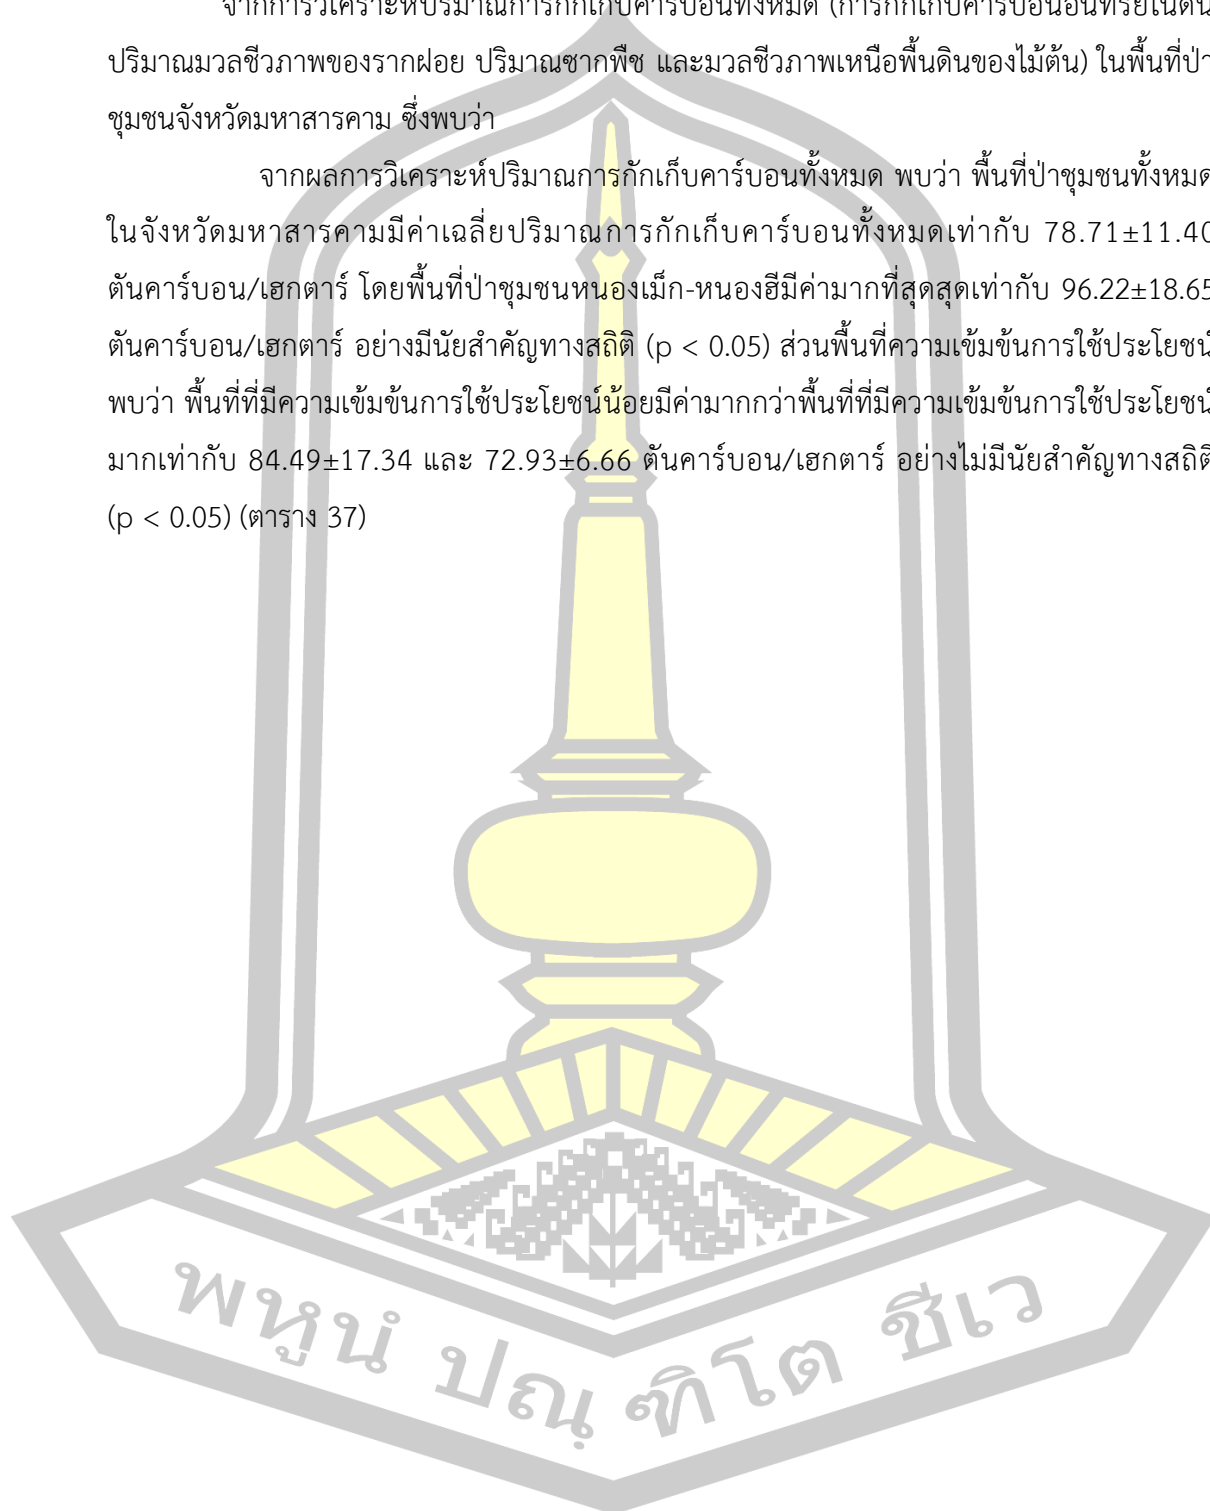 จากการวิเคราะห์ปริมาณการกักเก็บคาร์บอนทั้งหมด (การกักเก็บคาร์บอนอินทรีย์ในดิน
ปริมาณมวลชีวภาพของรากฝอย ปริมาณซากพืช และมวลชีวภาพเหนือพื้นดินของไม้ต้น) ในพื้นที่ป่า
ชุมชนจังหวัดมหาสารคาม ซึ่งพบว่า
จากผลการวิเคราะห์ปริมาณการกักเก็บคาร์บอนทั้งหมด พบว่า พื้นที่ป่าชุมชนทั้งหมด
ในจังหวัดมหาสารคามมีค่าเฉลี่ยปริมาณการกักเก็บคาร์บอนทั้งหมดเท่ากับ 78.71±11.40
ตันคาร์บอน/เฮกตาร์ โดยพื้นที่ป่าชุมชนหนองเม็ก-หนองฮีมีค่ามากที่สุดสุดเท่ากับ 96.22±18.65
ตันคาร์บอน/เฮกตาร์ อย่างมีนัยสำคัญทางสถิติ (p < 0.05) ส่วนพื้นที่ความเข้มข้นการใช้ประโยชน์
พบว่า พื้นที่ที่มีความเข้มข้นการใช้ประโยชน์น้อยมีค่ามากกว่าพื้นที่ที่มีความเข้มข้นการใช้ประโยชน์
มากเท่ากับ 84.49±17.34 และ 72.93±6.66 ตันคาร์บอน/เฮกตาร์ อย่างไม่มีนัยสำคัญทางสถิติ
(p < 0.05) (ตาราง 37)
พหูนํ ปณฺฑิโต ชีเว